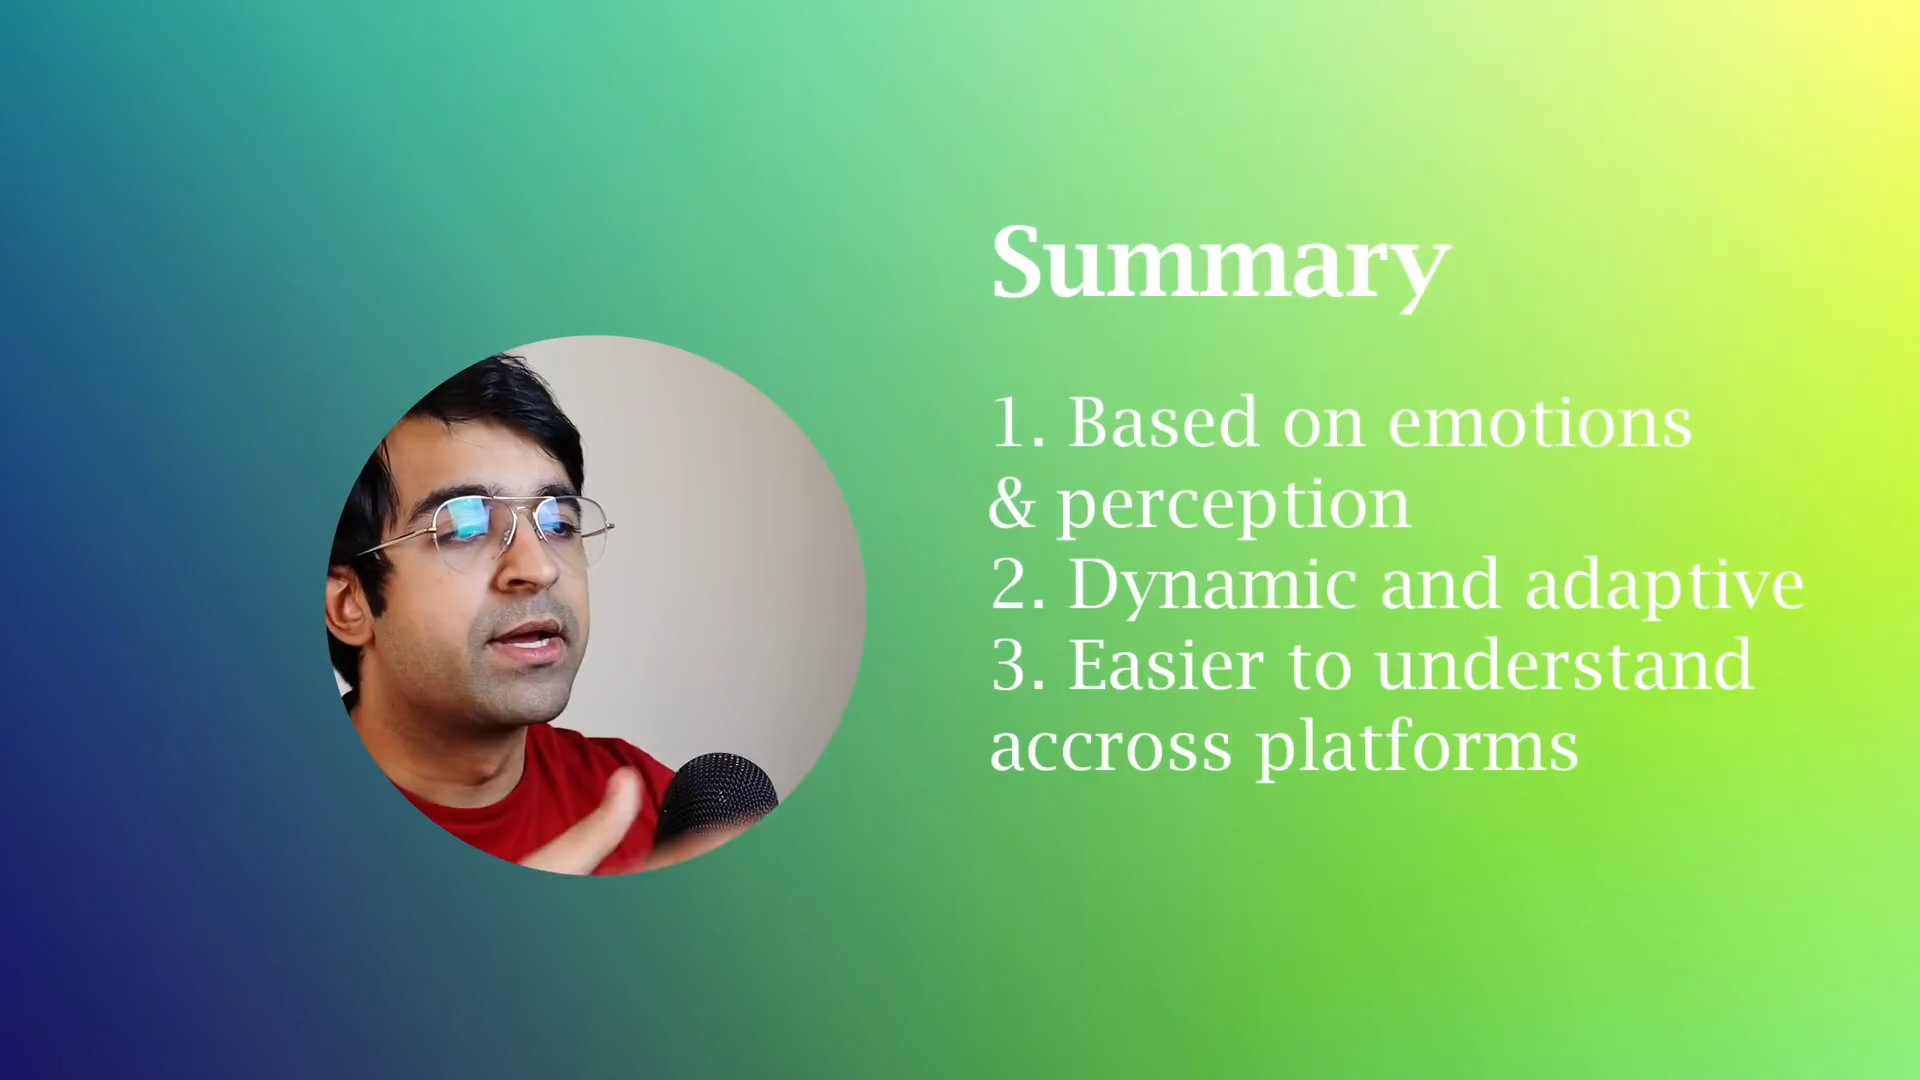 Summary
1. Based on emotions
& perception
2. Dynamic and adaptive
3. Easier to understand
accross platforms